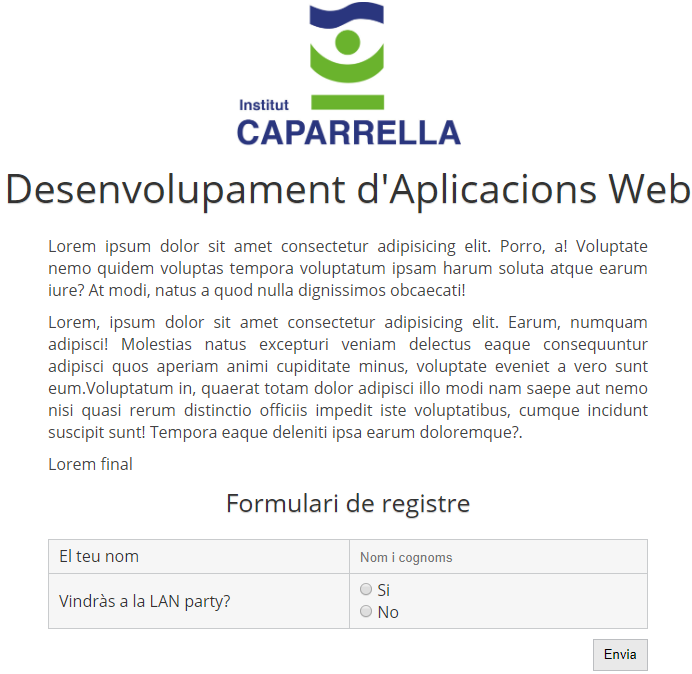 Institut
CAPARRELLA
Desenvolupament d'Aplicacions Web
Lorem ipsum dolor sit amet consectetur adipisicing elit. Porro, a! Voluptate
nemo quidem voluptas tempora voluptatum ipsam harum soluta atque earum
iure? At modi, natus a quod nulla dignissimos obcaecati!
Lorem, ipsum dolor sit amet consectetur adipisicing elit. Earum, numquam
adipisci! Molestias natus excepturi veniam delectus eaque consequuntur
adipisci quos aperiam animi cupiditate minus, voluptate eveniet a vero sunt
eum.Voluptatum in, quaerat totam dolor adipisci illo modi nam saepe aut nemo
nisi quasi rerum distinctio officiis impedit iste voluptatibus, cumque incidunt
suscipit sunt! Tempora eaque deleniti ipsa earum doloremque?.
Lorem final
Formulari de registre
El teu nom
Nom i cognoms
Vindràs a la LAN party?
Si
No
Envia